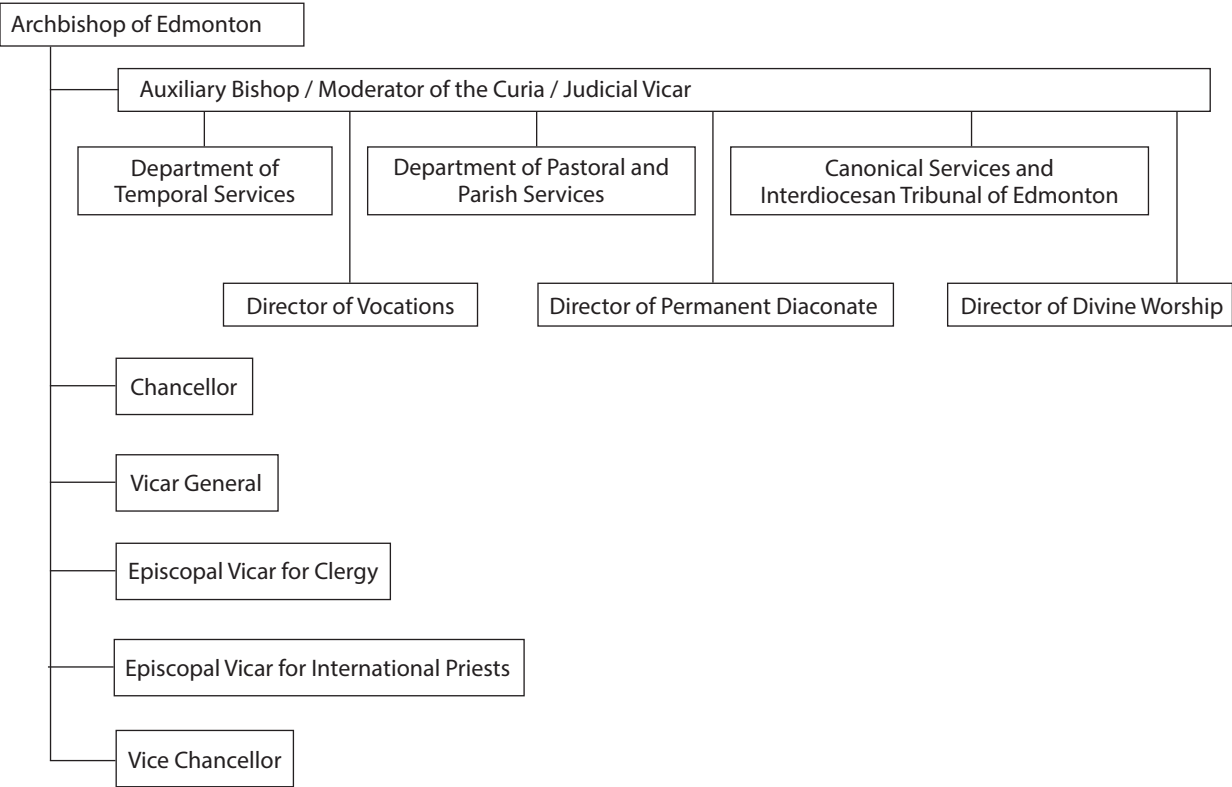 Archbishop of Edmonton
Auxiliary Bishop / Moderator of the Curia / Judicial Vicar
Department of
Temporal Services
Department of Pastoral and
Parish Services
Canonical Services and
Interdiocesan Tribunal of Edmonton
Director of Vocations
Director of Permanent Diaconate
Director of Divine Worship
Chancellor
Vicar General
Episcopal Vicar for Clergy
Episcopal Vicar for International Priests
Vice Chancellor